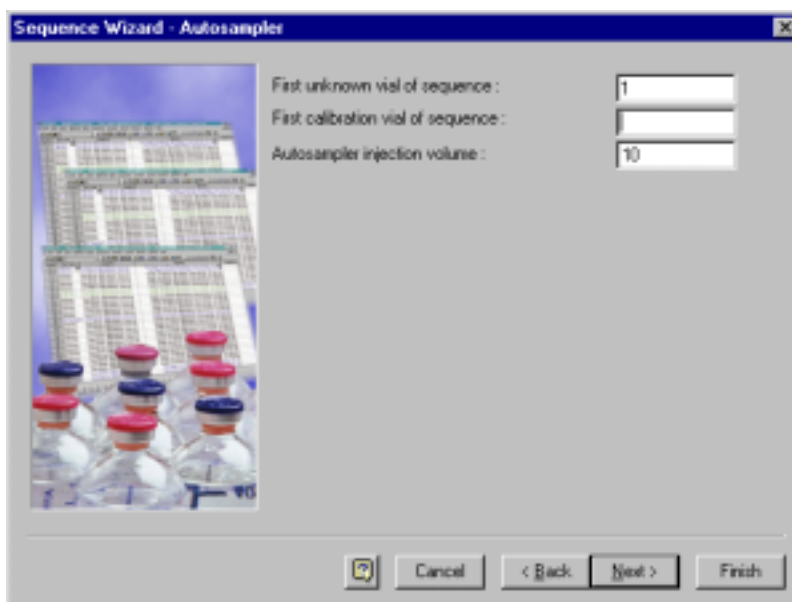 Sequence Wizard - Autosampler
First unknown vial of sequence : 1
First calibration vial of sequence :
Autosampler injection volume : 10
Cancel < Back Next > Finish